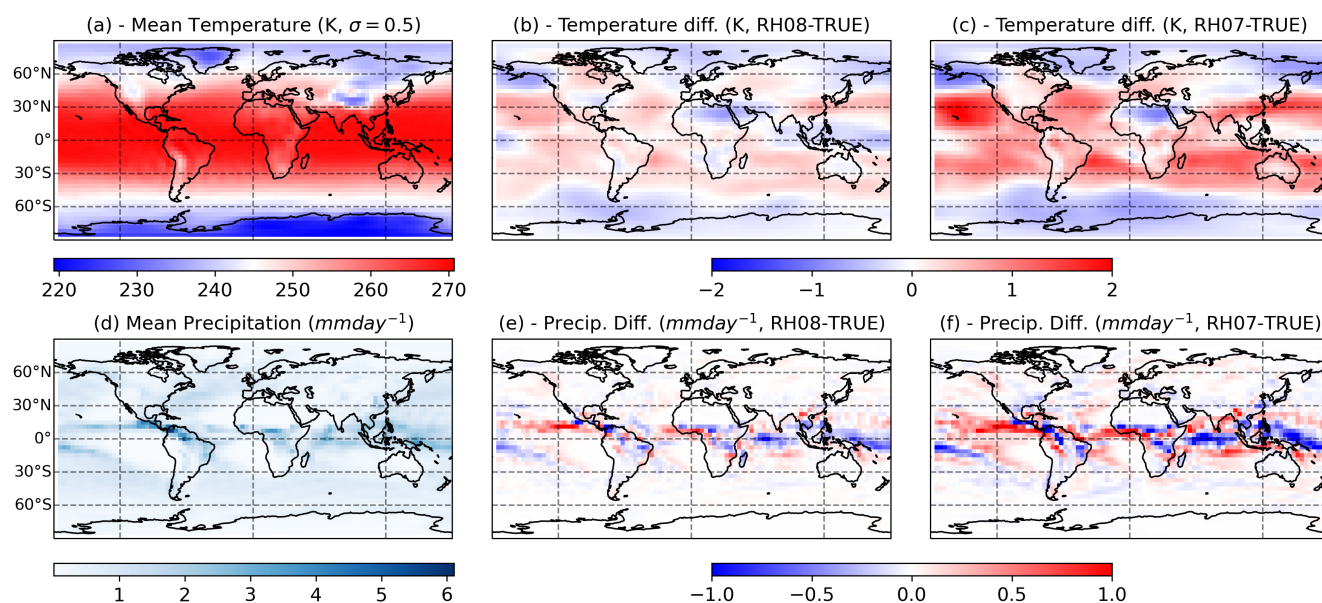 (a) - Mean Temperature (K, σ = 0.5)
(b) - Temperature diff. (K, RH08-TRUE)
(c) - Temperature diff. (K, RH07-TRUE)
60°N
30°N
0°
30°S
60°S
220 230 240 250 260 270
−2 −1 0 1 2
(d) Mean Precipitation (mmday⁻¹)
(e) - Precip. Diff. (mmday⁻¹, RH08-TRUE)
(f) - Precip. Diff. (mmday⁻¹, RH07-TRUE)
60°N
30°N
0°
30°S
60°S
1 2 3 4 5 6
−1.0 −0.5 0.0 0.5 1.0